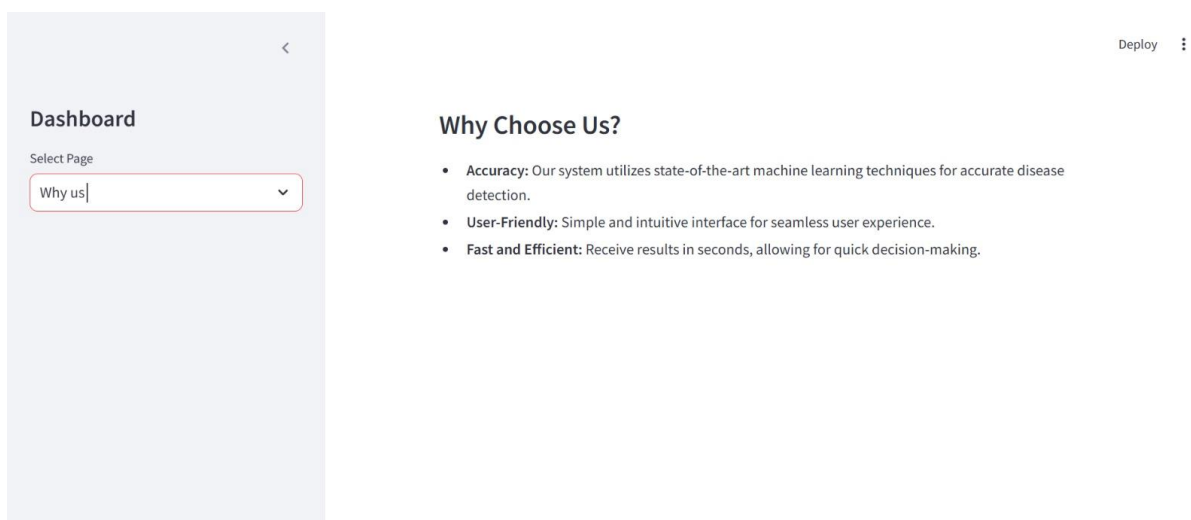 Deploy
Dashboard
Select Page
Why us
Why Choose Us?
• Accuracy: Our system utilizes state-of-the-art machine learning techniques for accurate disease
detection.
• User-Friendly: Simple and intuitive interface for seamless user experience.
• Fast and Efficient: Receive results in seconds, allowing for quick decision-making.